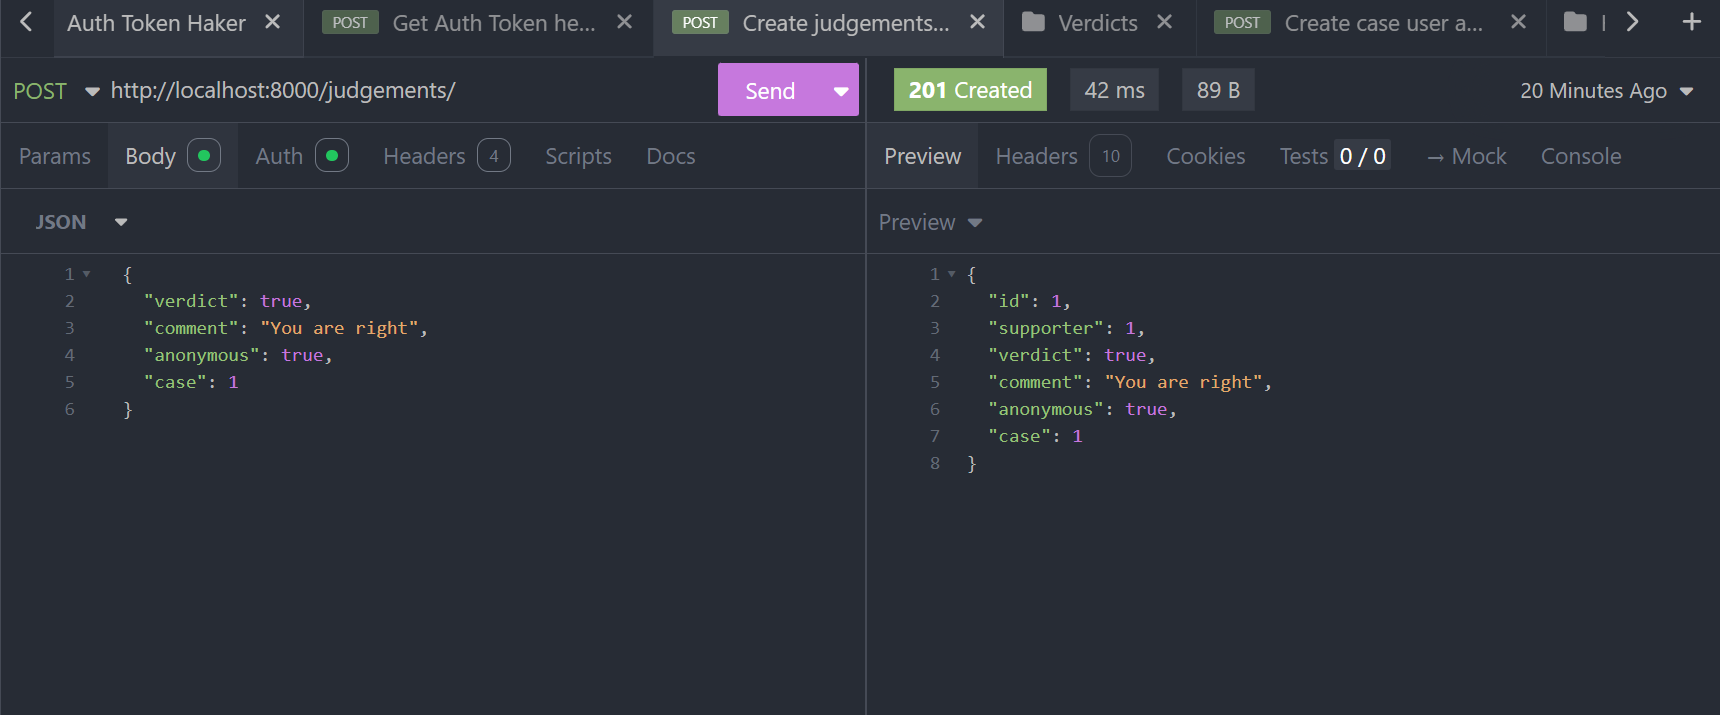 Auth Token Haker
POST Get Auth Token he...
POST Create judgements...
Verdicts
POST Create case user a...
POST http://localhost:8000/judgements/
Send
201 Created
42 ms
89 B
20 Minutes Ago
Params
Body
Auth
Headers 4
Scripts
Docs
Preview
Headers 10
Cookies
Tests 0 / 0
→ Mock
Console
JSON
Preview
1 {
2 "verdict": true,
3 "comment": "You are right",
4 "anonymous": true,
5 "case": 1
6 }
1 {
2 "id": 1,
3 "supporter": 1,
4 "verdict": true,
5 "comment": "You are right",
6 "anonymous": true,
7 "case": 1
8 }